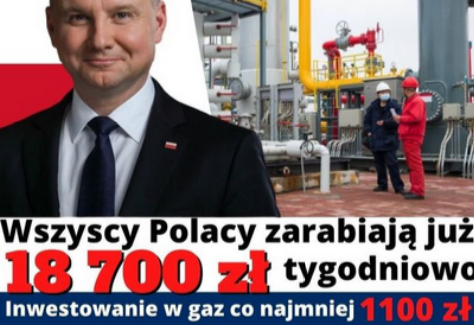 Wszyscy Polacy zarabiają już
18 700 zł tygodniowo
Inwestowanie w gaz co najmniej 1100 zł